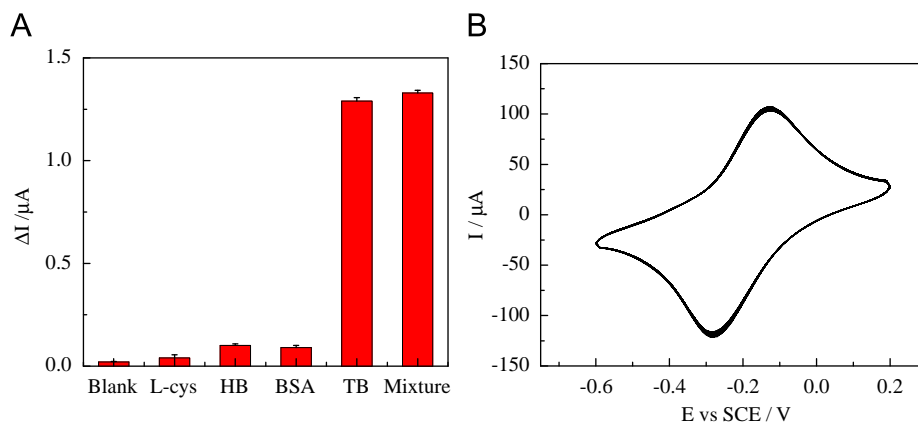 A
ΔI /μA
1.5
1.0
0.5
0.0
Blank L-cys HB BSA TB Mixture
B
I / μA
150
100
50
0
-50
-100
-150
-0.6 -0.4 -0.2 0.0 0.2
E vs SCE / V